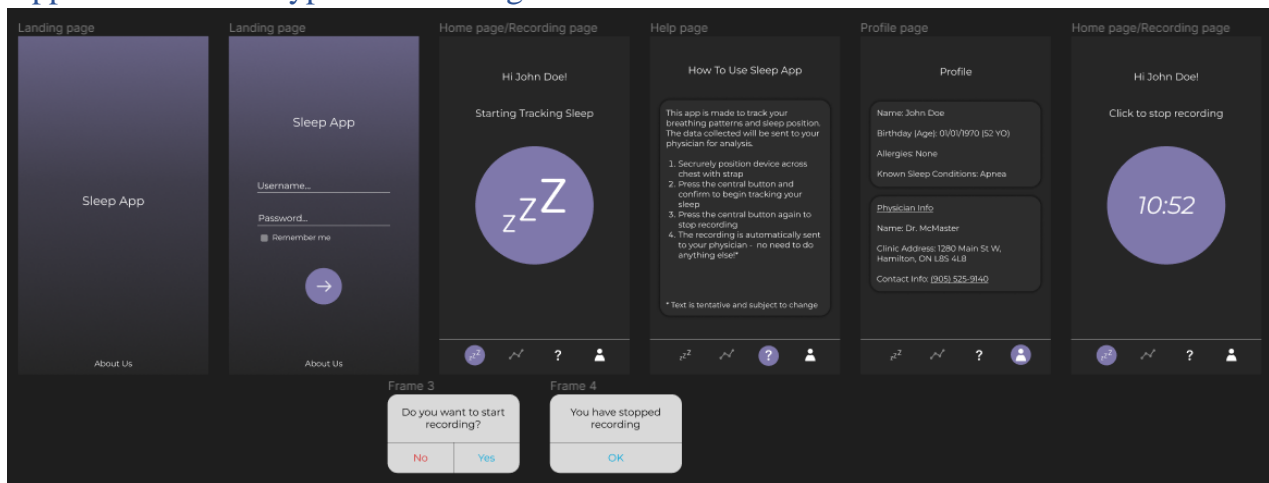 Landing page
Sleep App
About Us
Landing page
Sleep App
Username...
Password...
Remember me
About Us
Home page/Recording page
Hi John Doe!
Starting Tracking Sleep
zzZ
zzZ
?
Help page
How To Use Sleep App
This app is made to track your
breathing patterns and sleep position.
The data collected will be sent to your
physician for analysis.
1. Secrurely position device across
chest with strap
2. Press the central button and
confirm to begin tracking your
sleep
3. Press the central button again to
stop recording
4. The recording is automatically sent
to your physician - no need to do
anything else!*
* Text is tentative and subject to change
zzZ
?
Profile page
Profile
Name: John Doe
Birthday (Age): 01/01/1970 (52 YO)
Allergies: None
Known Sleep Conditions: Apnea
Physician Info
Name: Dr. McMaster
Clinic Address: 1280 Main St W,
Hamilton, ON L8S 4L8
Contact Info: (905) 525-9140
zzZ
?
Home page/Recording page
Hi John Doe!
Click to stop recording
10:52
zzZ
?
Frame 3
Do you want to start
recording?
No Yes
Frame 4
You have stopped
recording
OK